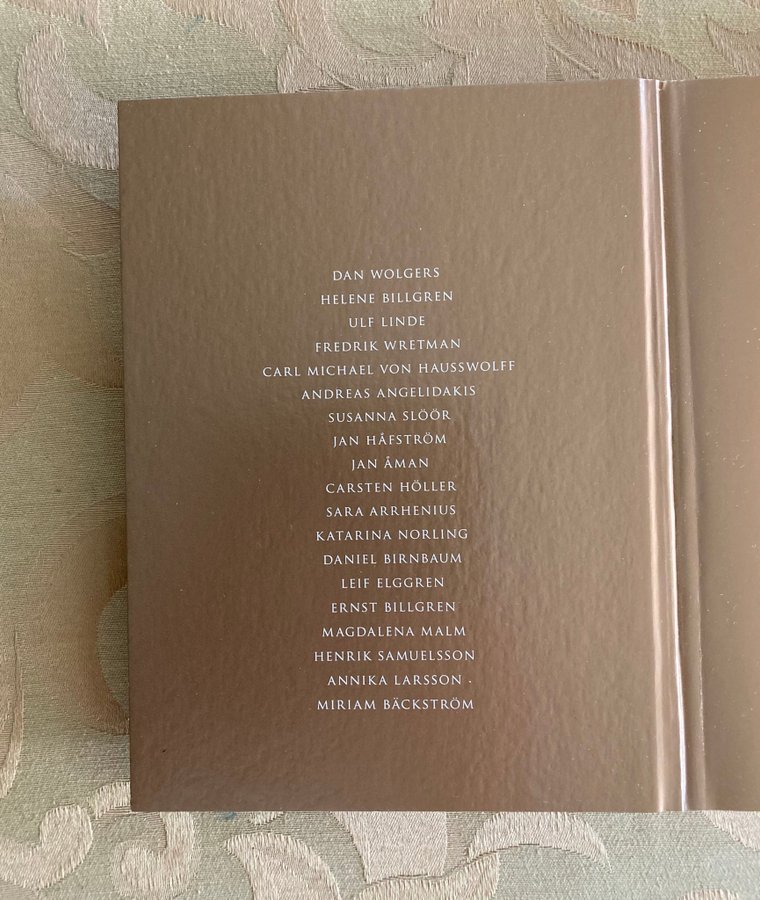 DAN WOLGERS
HELENE BILLGREN
ULF LINDE
FREDRIK WRETMAN
CARL MICHAEL VON HAUSSWOLFF
ANDREAS ANGELIDAKIS
SUSANNA SLÖÖR
JAN HÅFSTRÖM
JAN ÅMAN
CARSTEN HÖLLER
SARA ARRHENIUS
KATARINA NORLING
DANIEL BIRNBAUM
LEIF ELGGREN
ERNST BILLGREN
MAGDALENA MALM
HENRIK SAMUELSSON
ANNIKA LARSSON
MIRIAM BÄCKSTRÖM